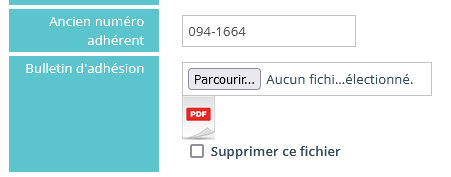 Ancien numéro
adhérent
094-1664
Bulletin d'adhésion
Parcourir... Aucun fichi...électionné.
PDF
Supprimer ce fichier